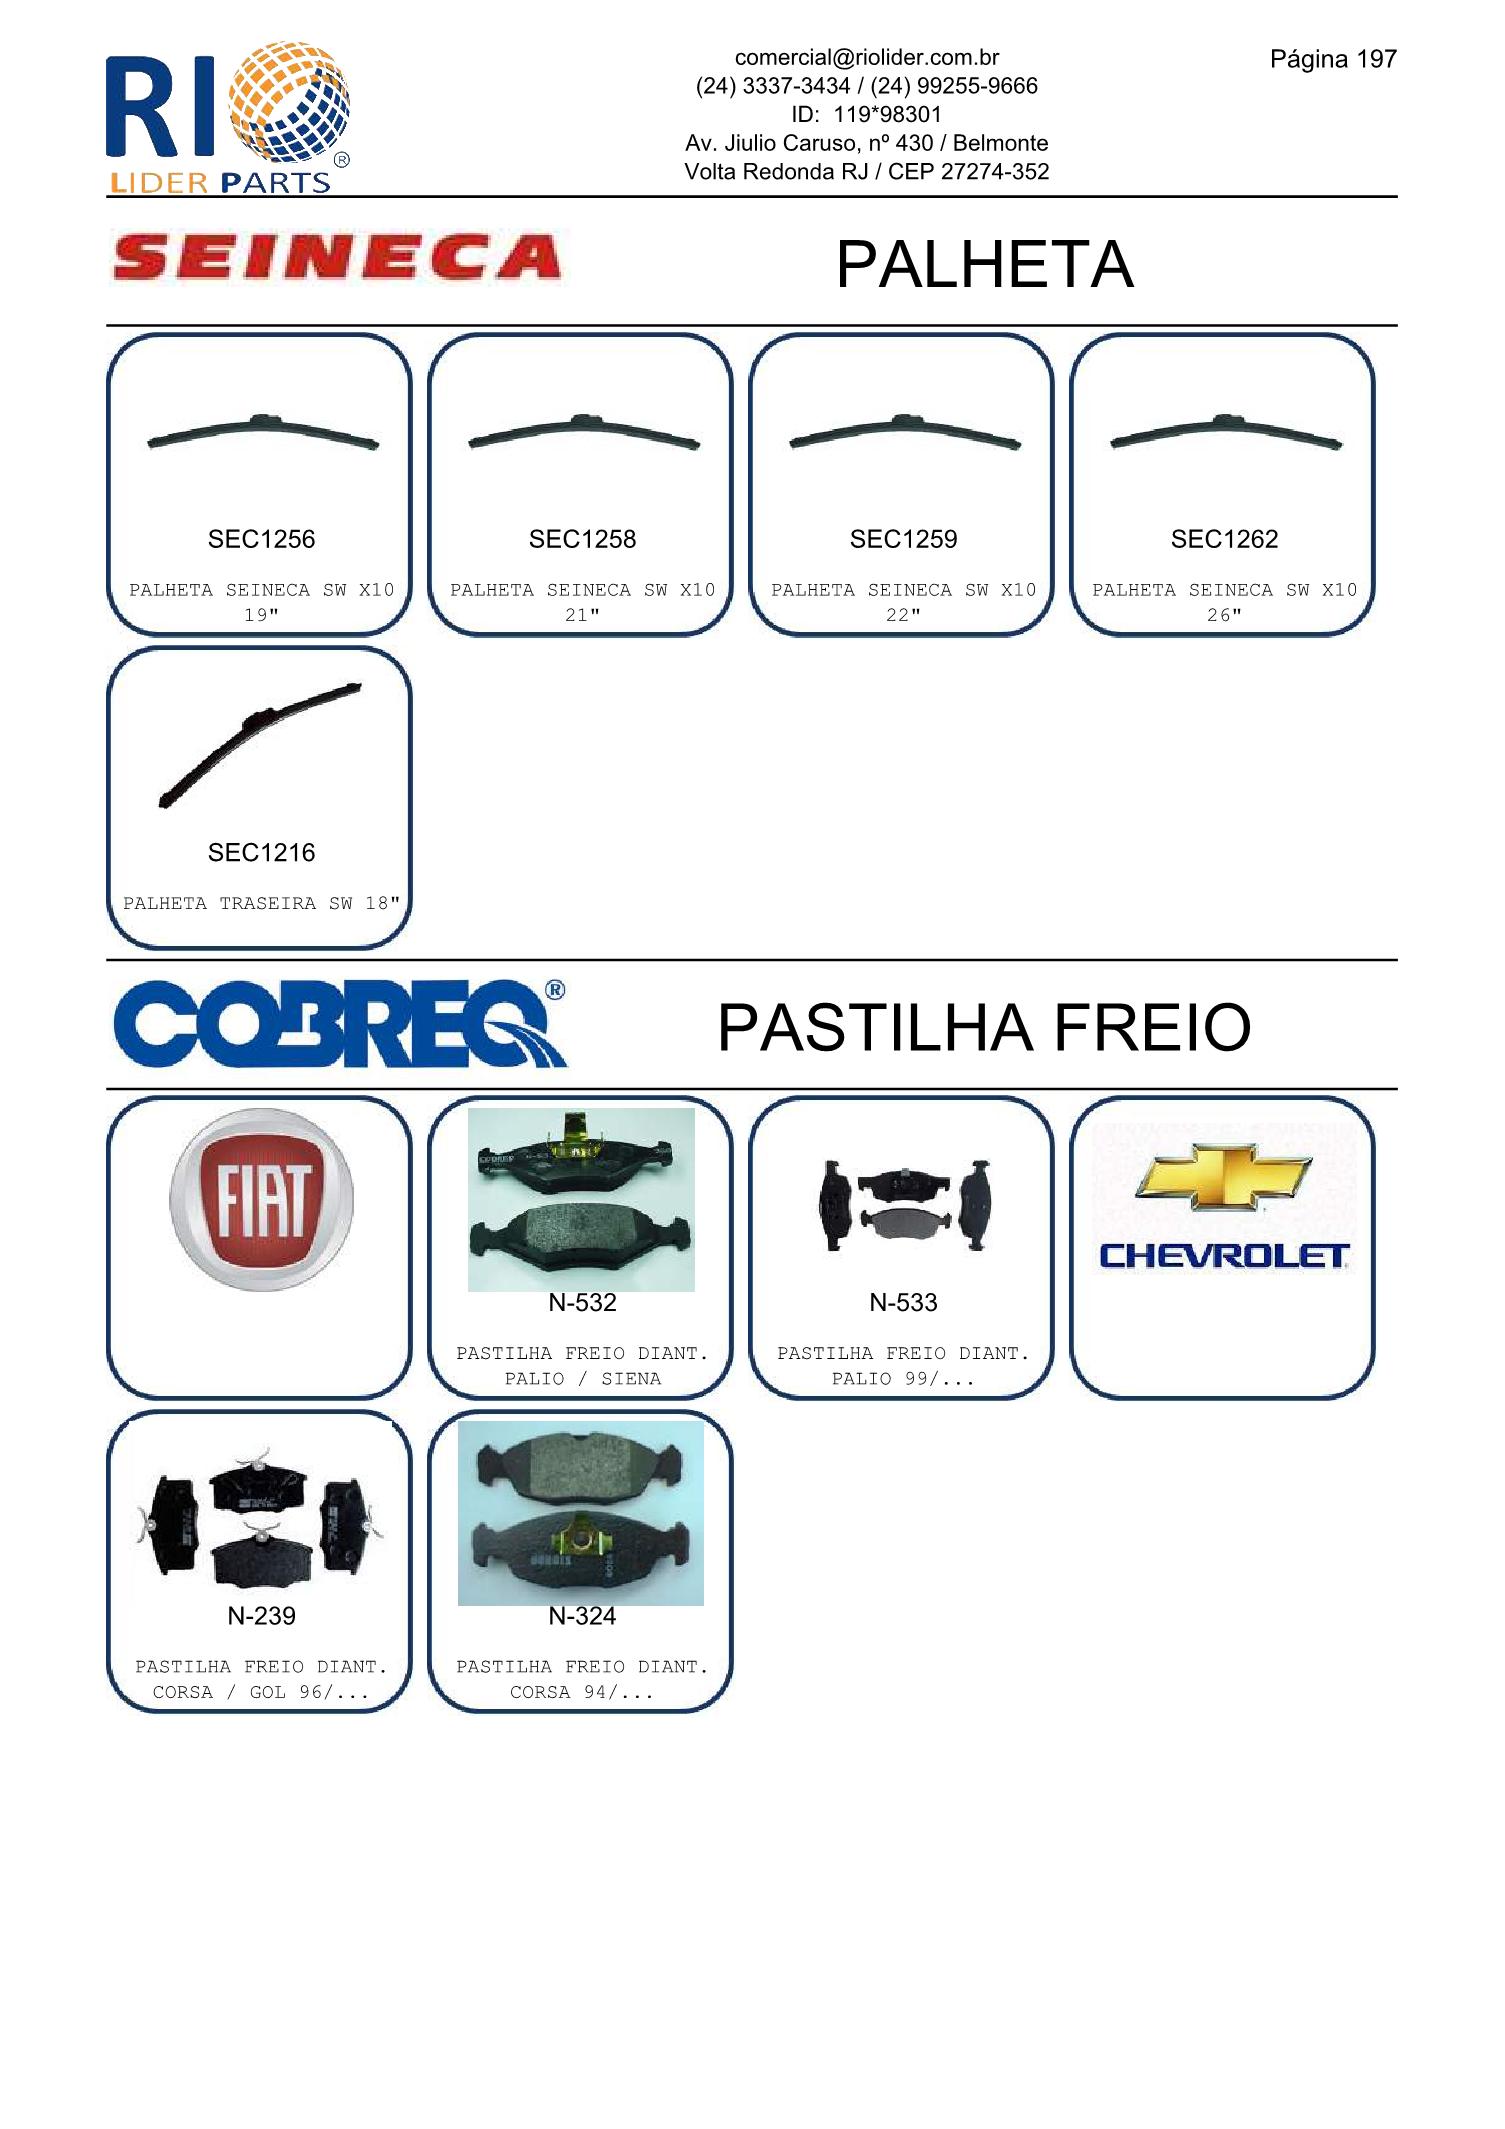 RIO
LIDER PARTS
comercial@riolider.com.br
(24) 3337-3434 / (24) 99255-9666
ID: 119*98301
Av. Jiulio Caruso, nº 430 / Belmonte
Volta Redonda RJ / CEP 27274-352
Página 197
SEINECA
PALHETA
SEC1256
PALHETA SEINECA SW X10
19"
SEC1258
PALHETA SEINECA SW X10
21"
SEC1259
PALHETA SEINECA SW X10
22"
SEC1262
PALHETA SEINECA SW X10
26"
SEC1216
PALHETA TRASEIRA SW 18"
COBREQ®
PASTILHA FREIO
FIAT
N-532
PASTILHA FREIO DIANT.
PALIO / SIENA
N-533
PASTILHA FREIO DIANT.
PALIO 99/...
CHEVROLET
N-239
PASTILHA FREIO DIANT.
CORSA / GOL 96/...
N-324
PASTILHA FREIO DIANT.
CORSA 94/...